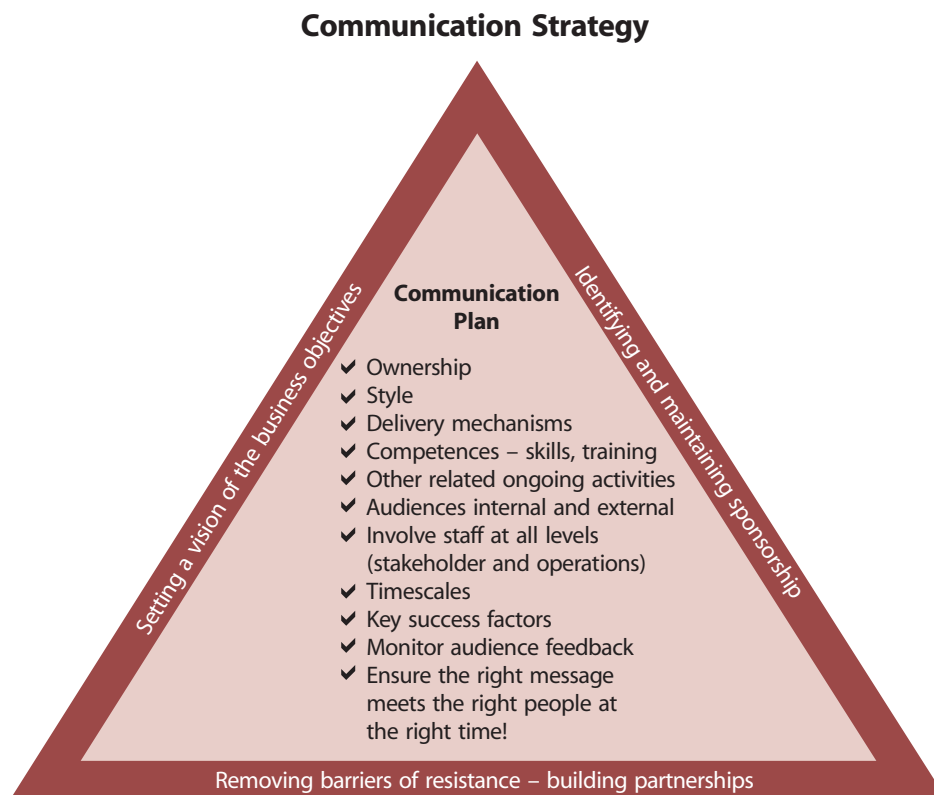 Communication Strategy
Setting a vision of the business objectives
Identifying and maintaining sponsorship
Communication
Plan
✔ Ownership
✔ Style
✔ Delivery mechanisms
✔ Competences – skills, training
✔ Other related ongoing activities
✔ Audiences internal and external
✔ Involve staff at all levels
(stakeholder and operations)
✔ Timescales
✔ Key success factors
✔ Monitor audience feedback
✔ Ensure the right message
meets the right people at
the right time!
Removing barriers of resistance – building partnerships